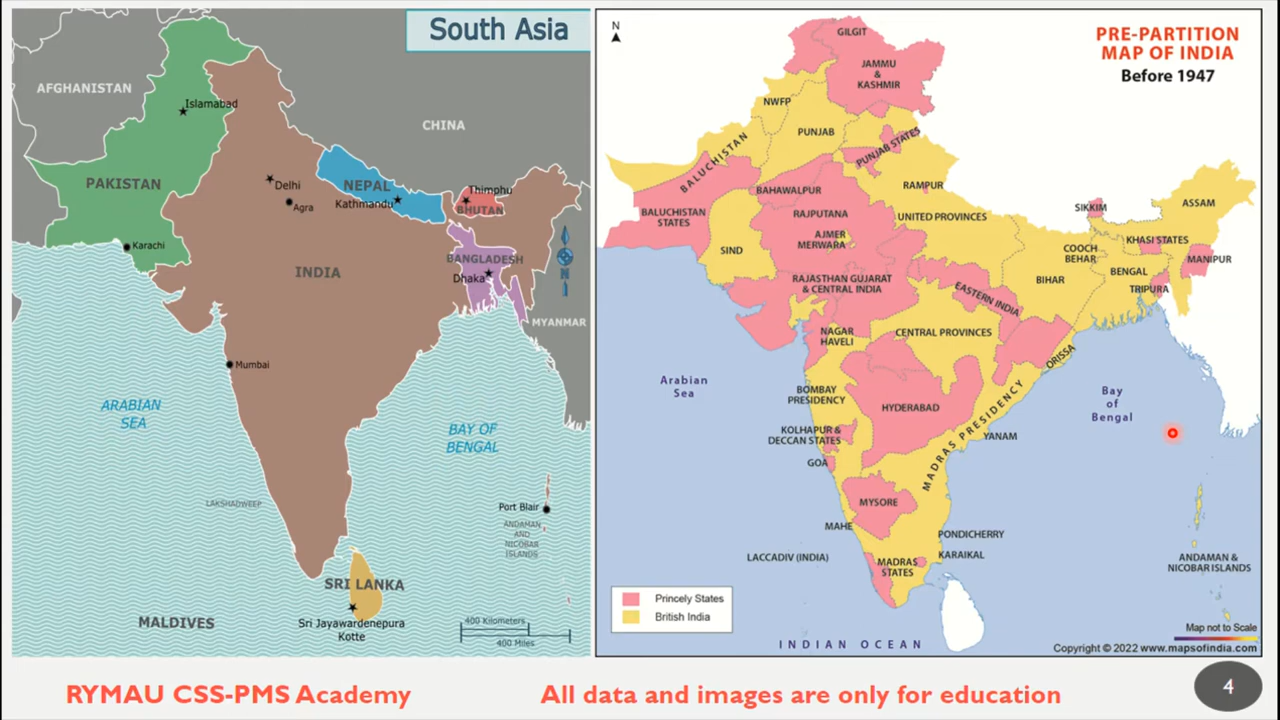 South Asia
AFGHANISTAN
Islamabad
CHINA
PAKISTAN
Delhi
Agra
NEPAL
Kathmandu
Thimphu
BHUTAN
Karachi
INDIA
BANGLADESH
Dhaka
N
MYANMAR
Mumbai
ARABIAN
SEA
BAY OF
BENGAL
LAKSHADWEEP
Port Blair
ANDAMAN
AND
NICOBAR
ISLANDS
SRI LANKA
Sri Jayawardenepura
Kotte
MALDIVES
400 Kilometers
400 Miles
N
PRE-PARTITION
MAP OF INDIA
Before 1947
GILGIT
JAMMU
&
KASHMIR
NWFP
PUNJAB
PUNJAB STATES
BALUCHISTAN
BAHAWALPUR
RAMPUR
BALUCHISTAN
STATES
RAJPUTANA
UNITED PROVINCES
SIKKIM
ASSAM
SIND
AJMER
MERWARA
COOCH
BEHAR
KHASI STATES
MANIPUR
RAJASTHAN GUJARAT
& CENTRAL INDIA
BIHAR
BENGAL
TRIPURA
EASTERN INDIA
NAGAR
HAVELI
CENTRAL PROVINCES
ORISSA
Arabian
Sea
BOMBAY
PRESIDENCY
HYDERABAD
Bay
of
Bengal
KOLHAPUR &
DECCAN STATES
MADRAS PRESIDENCY
YANAM
GOA
MYSORE
MAHE
PONDICHERRY
KARAIKAL
LACCADIV (INDIA)
MADRAS
STATES
ANDAMAN &
NICOBAR ISLANDS
Princely States
British India
INDIAN OCEAN
Map not to Scale
Copyright © 2022 www.mapsofindia.com
RYMAU CSS-PMS Academy
All data and images are only for education
4